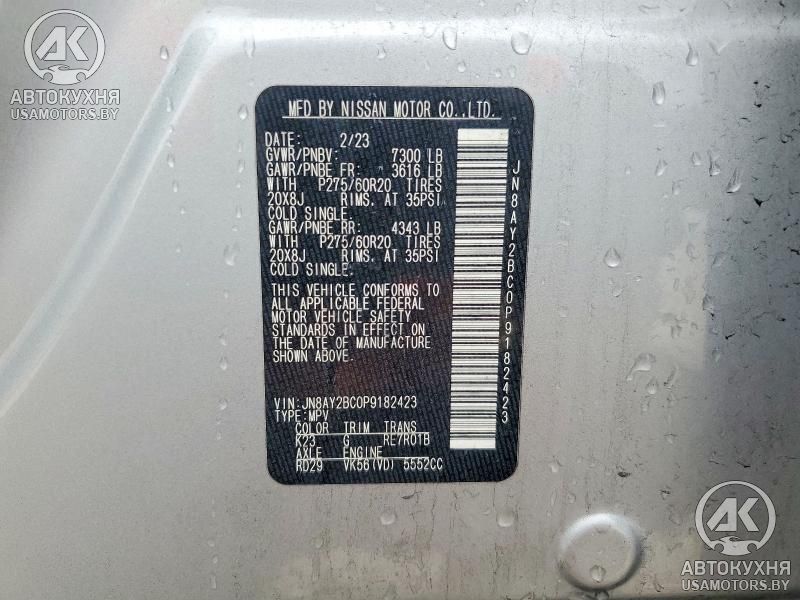 AK
АВТОКУХНЯ
USAMOTORS.BY
MFD BY NISSAN MOTOR CO.,LTD.
DATE: 2/23
GVWR/PNBV: 7300 LB
GAWR/PNBE FR: 3616 LB
WITH P275/60R20 TIRES
20X8J RIMS. AT 35PSI
COLD SINGLE.
GAWR/PNBE RR: 4343 LB
WITH P275/60R20 TIRES
20X8J RIMS. AT 35PSI
COLD SINGLE.
THIS VEHICLE CONFORMS TO
ALL APPLICABLE FEDERAL
MOTOR VEHICLE SAFETY
STANDARDS IN EFFECT ON
THE DATE OF MANUFACTURE
SHOWN ABOVE.
JN8AY2BC0P9182423
VIN: JN8AY2BC0P9182423
TYPE: MPV
COLOR TRIM TRANS
K23 G RE7R01B
AXLE ENGINE
RD29 VK56(VD) 5552CC
AK
АВТОКУХНЯ
USAMOTORS.BY